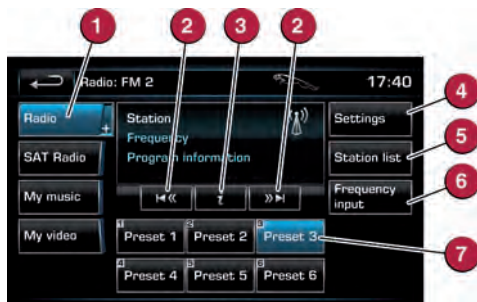 1
2
3
2
Radio: FM 2
17:40
4
5
6
7
Radio
+
Station
Frequency
Program information
Settings
SAT Radio
Station list
My music
i
Frequency
input
My video
1 Preset 1
2 Preset 2
3 Preset 3
4 Preset 4
5 Preset 5
6 Preset 6